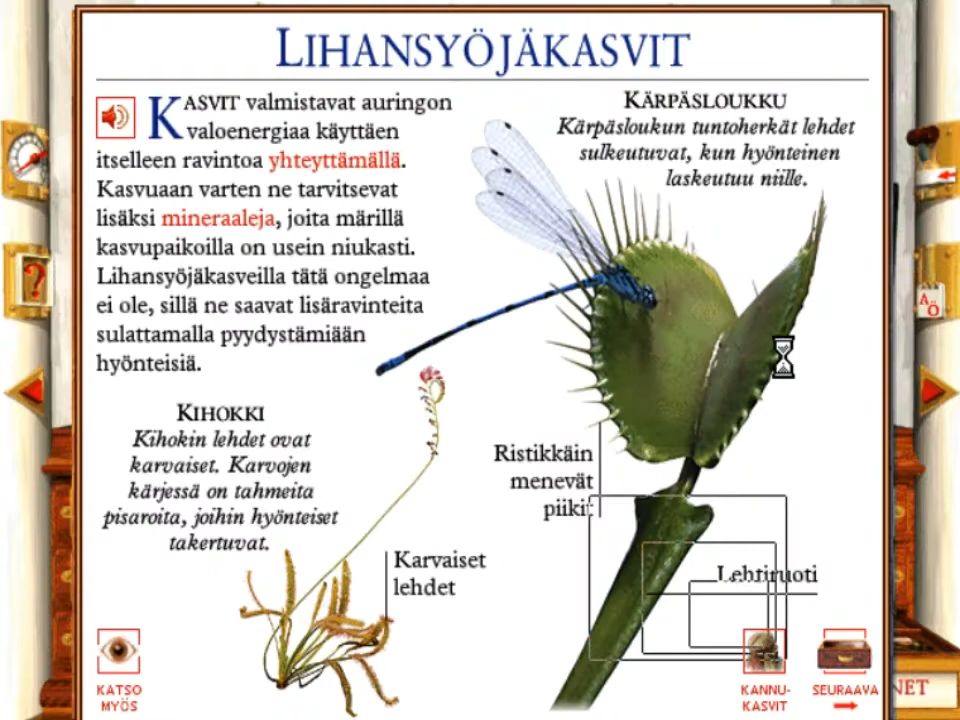 LIHANSYÖJÄKASVIT
KASVIT valmistavat auringon
valoenergiaa käyttäen
itselleen ravintoa yhteyttämällä.
Kasvuaan varten ne tarvitsevat
lisäksi mineraaleja, joita märillä
kasvupaikoilla on usein niukasti.
Lihansyöjäkasveilla tätä ongelmaa
ei ole, sillä ne saavat lisäravinteita
sulattamalla pyydystämiään
hyönteisiä.
KÄRPÄSLOUKKU
Kärpäsloukun tuntoherkät lehdet
sulkeutuvat, kun hyönteinen
laskeutuu niille.
KIHOKKI
Kihokin lehdet ovat
karvaiset. Karvojen
kärjessä on tahmeita
pisaroita, joihin hyönteiset
takertuvat.
Ristikkäin
menevät
piikit
Karvaiset
lehdet
Lehtiruoti
KATSO
MYÖS
KANNU-
KASVIT
SEURAAVA
?
A
Ö
NET